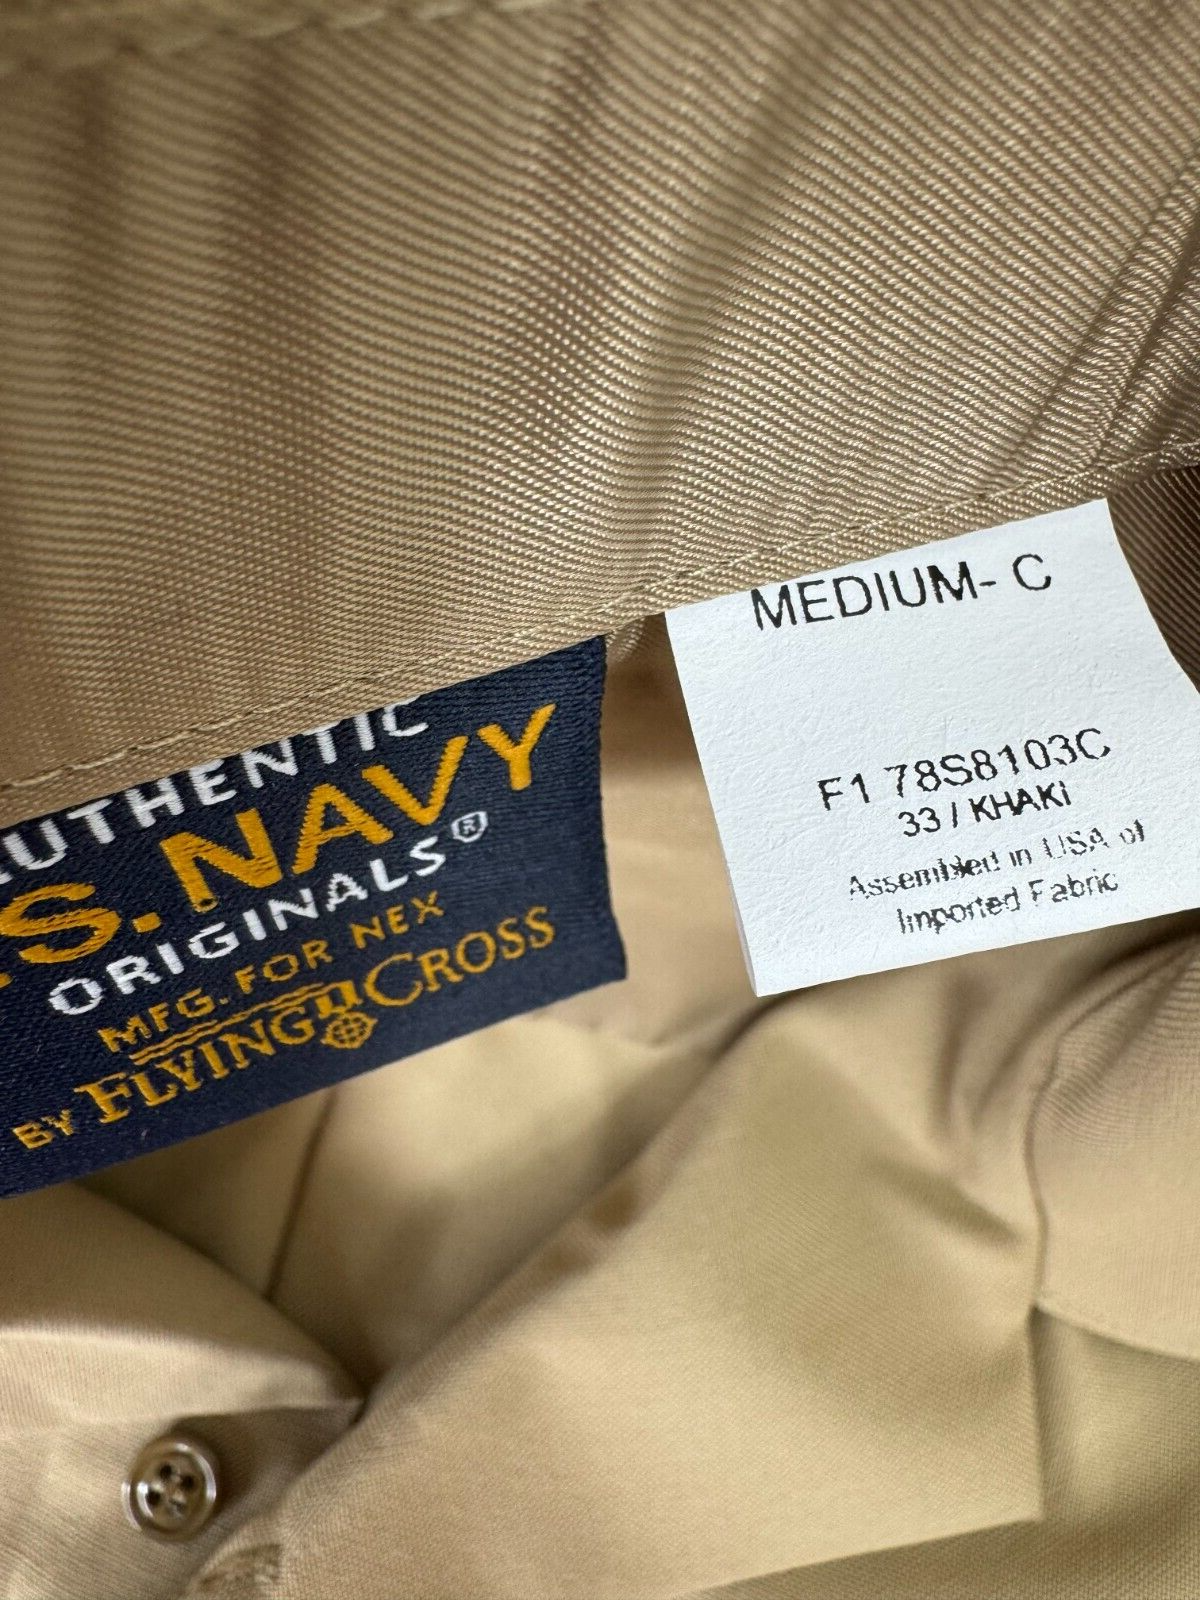 AUTHENTIC
U.S. NAVY
ORIGINALS®
MFG. FOR NEX
BY FLYING CROSS
MEDIUM- C
F1 78S8103C
33 / KHAKI
Assembled in USA of
Imported Fabric